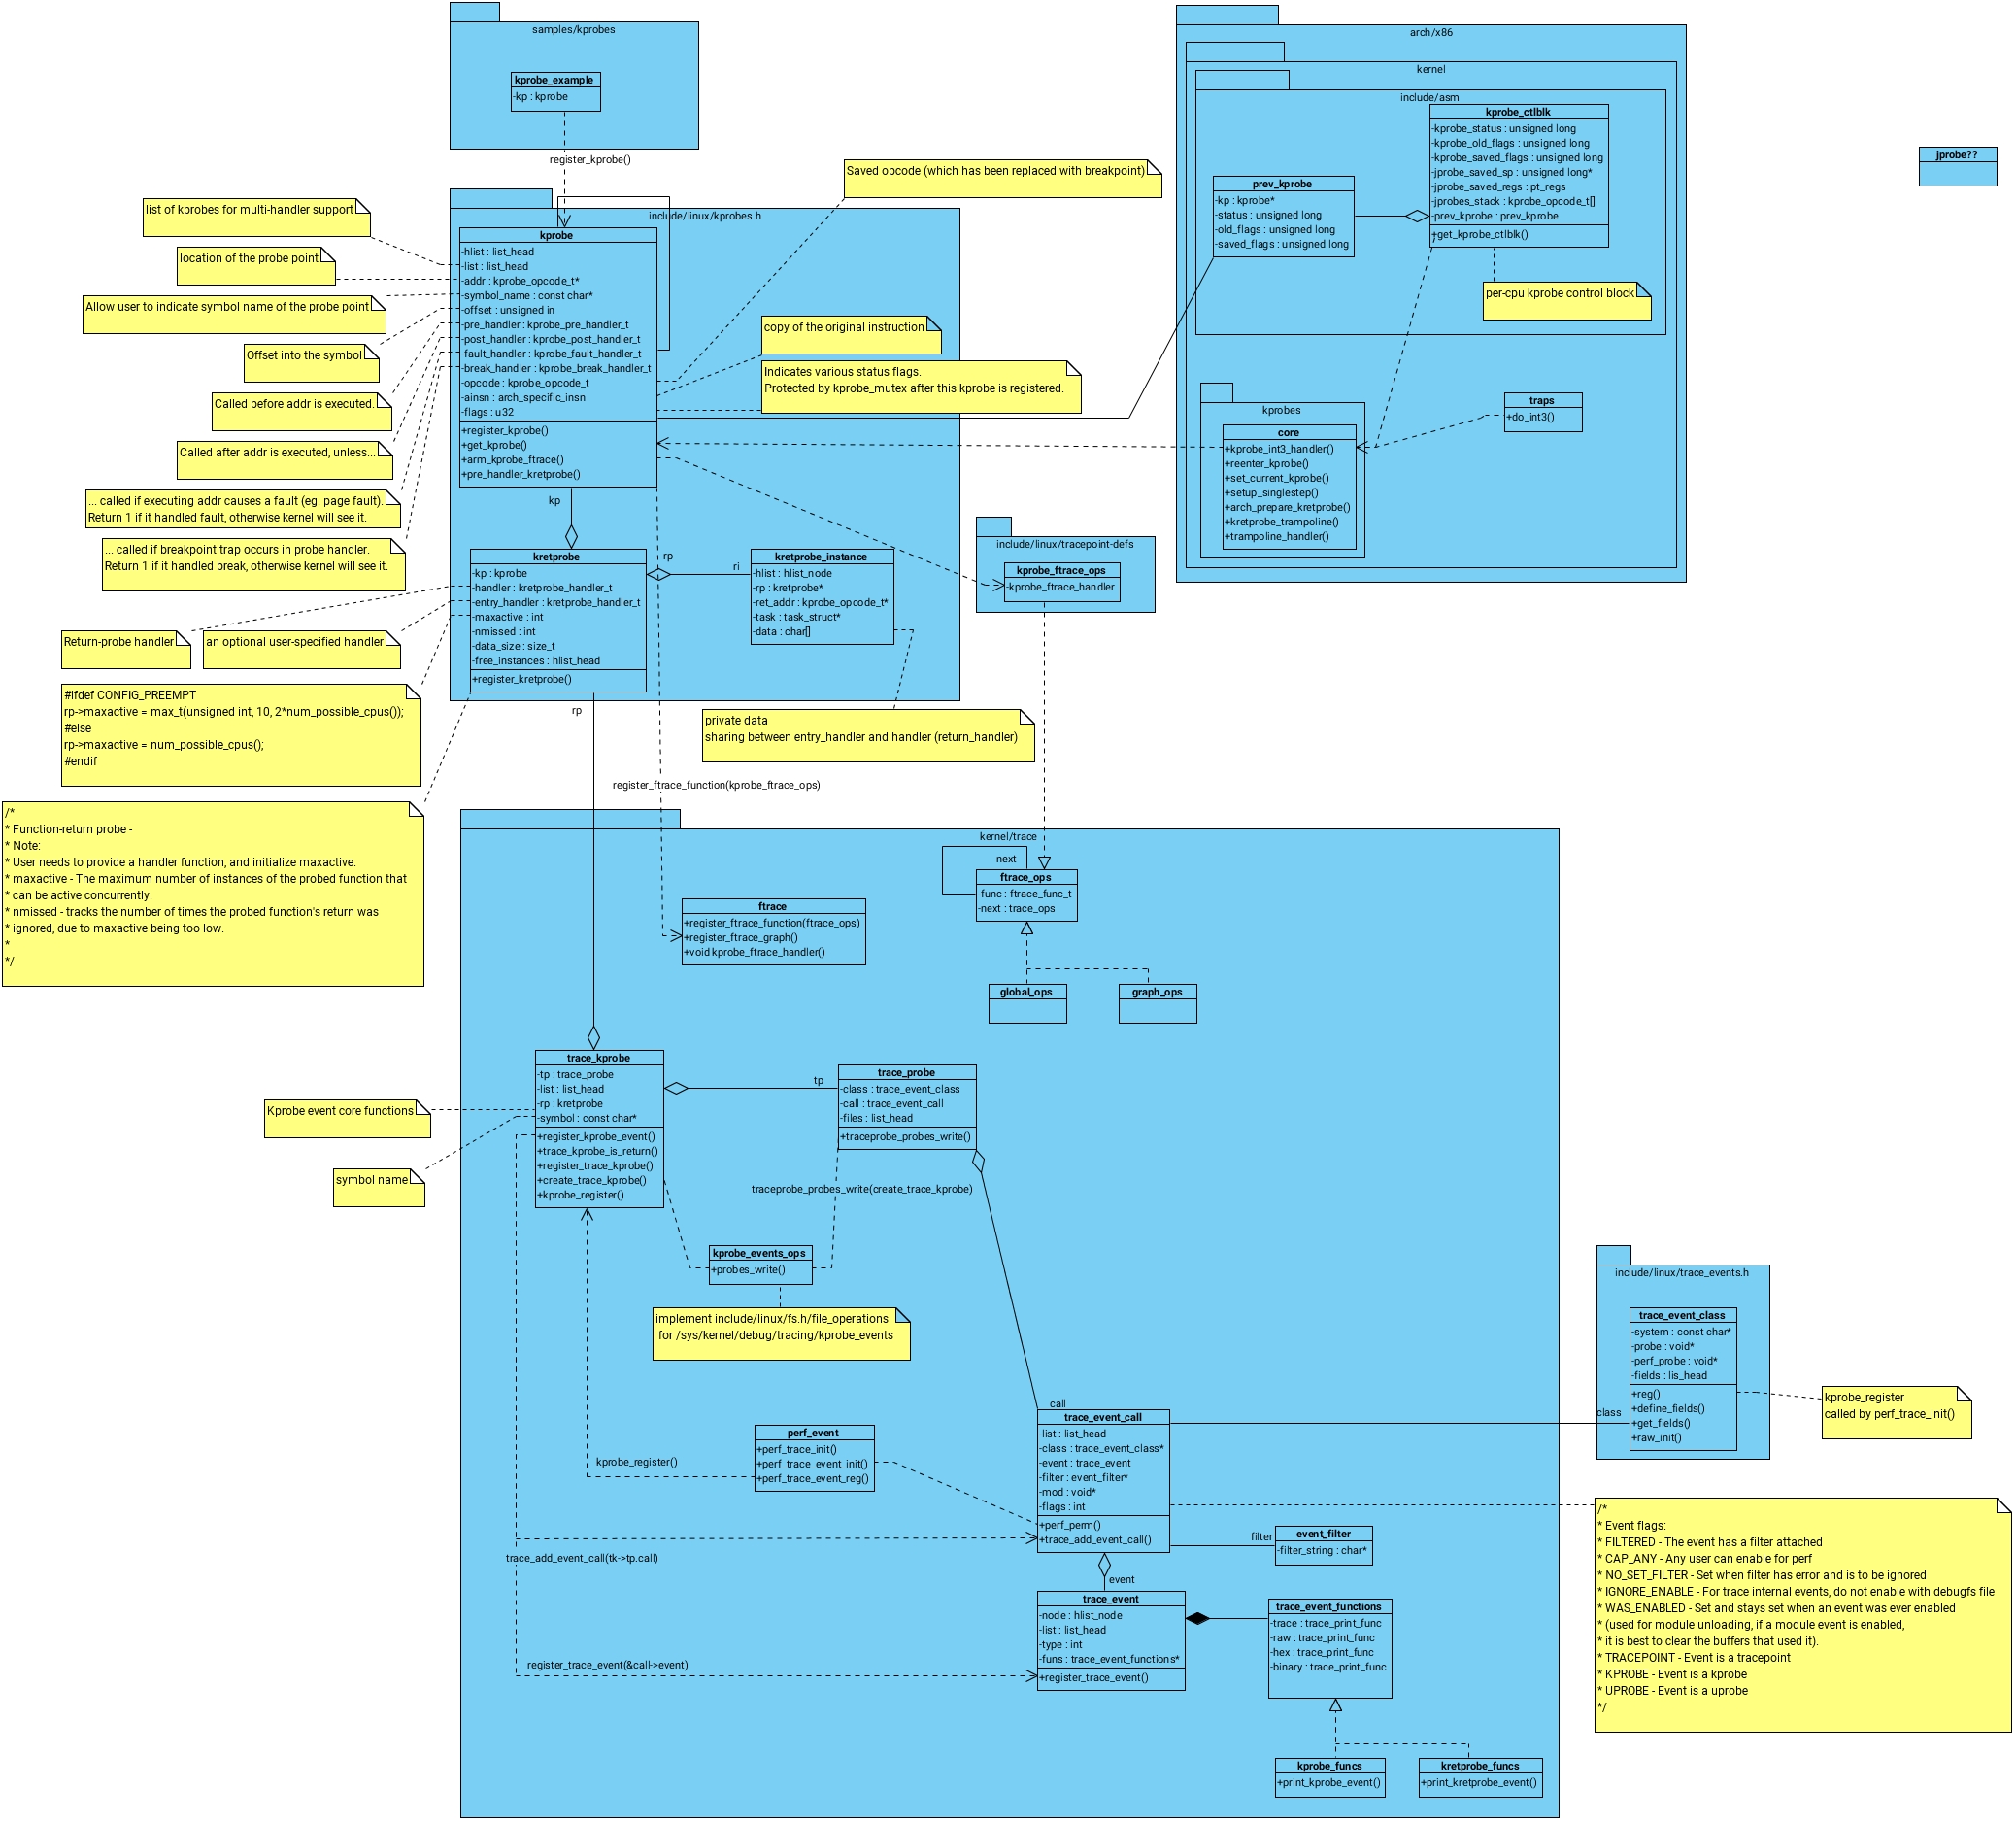 samples/kprobes
kprobe_example
-kp : kprobe
register_kprobe()
arch/x86
kernel
include/asm
kprobe_ctlblk
-kprobe_status : unsigned long
-kprobe_old_flags : unsigned long
-kprobe_saved_flags : unsigned long
-jprobe_saved_sp : unsigned long*
-jprobe_saved_regs : pt_regs
-jprobes_stack : kprobe_opcode_t[]
-prev_kprobe : prev_kprobe
+get_kprobe_ctlblk()
prev_kprobe
-kp : kprobe*
-status : unsigned long
-old_flags : unsigned long
-saved_flags : unsigned long
per-cpu kprobe control block
jprobe??
kprobes
core
+kprobe_int3_handler()
+reenter_kprobe()
+set_current_kprobe()
+setup_singlestep()
+arch_prepare_kretprobe()
+kretprobe_trampoline()
+trampoline_handler()
traps
+do_int3()
Saved opcode (which has been replaced with breakpoint)
list of kprobes for multi-handler support
location of the probe point
Allow user to indicate symbol name of the probe point
Offset into the symbol
Called before addr is executed.
Called after addr is executed, unless...
... called if executing addr causes a fault (eg. page fault).
Return 1 if it handled fault, otherwise kernel will see it.
... called if breakpoint trap occurs in probe handler.
Return 1 if it handled break, otherwise kernel will see it.
include/linux/kprobes.h
kprobe
-hlist : list_head
-list : list_head
-addr : kprobe_opcode_t*
-symbol_name : const char*
-offset : unsigned in
-pre_handler : kprobe_pre_handler_t
-post_handler : kprobe_post_handler_t
-fault_handler : kprobe_fault_handler_t
-break_handler : kprobe_break_handler_t
-opcode : kprobe_opcode_t
-ainsn : arch_specific_insn
-flags : u32
+register_kprobe()
+get_kprobe()
+arm_kprobe_ftrace()
+pre_handler_kretprobe()
copy of the original instruction
Indicates various status flags.
Protected by kprobe_mutex after this kprobe is registered.
kp
kretprobe
-kp : kprobe
-handler : kretprobe_handler_t
-entry_handler : kretprobe_handler_t
-maxactive : int
-nmissed : int
-data_size : size_t
-free_instances : hlist_head
+register_kretprobe()
rp
ri
kretprobe_instance
-hlist : hlist_node
-rp : kretprobe*
-ret_addr : kprobe_opcode_t*
-task : task_struct*
-data : char[]
include/linux/tracepoint-defs
kprobe_ftrace_ops
-kprobe_ftrace_handler
Return-probe handler
an optional user-specified handler
#ifdef CONFIG_PREEMPT
rp->maxactive = max_t(unsigned int, 10, 2*num_possible_cpus());
#else
rp->maxactive = num_possible_cpus();
#endif
rp
private data
sharing between entry_handler and handler (return_handler)
register_ftrace_function(kprobe_ftrace_ops)
/*
* Function-return probe -
* Note:
* User needs to provide a handler function, and initialize maxactive.
* maxactive - The maximum number of instances of the probed function that
* can be active concurrently.
* nmissed - tracks the number of times the probed function's return was
* ignored, due to maxactive being too low.
*
*/
kernel/trace
next
ftrace_ops
-func : ftrace_func_t
-next : trace_ops
ftrace
+register_ftrace_function(ftrace_ops)
+register_ftrace_graph()
+void kprobe_ftrace_handler()
global_ops
graph_ops
trace_kprobe
-tp : trace_probe
-list : list_head
-rp : kretprobe
-symbol : const char*
+register_kprobe_event()
+trace_kprobe_is_return()
+register_trace_kprobe()
+create_trace_kprobe()
+kprobe_register()
tp
trace_probe
-class : trace_event_class
-call : trace_event_call
-files : list_head
+traceprobe_probes_write()
Kprobe event core functions
symbol name
traceprobe_probes_write(create_trace_kprobe)
kprobe_events_ops
+probes_write()
implement include/linux/fs.h/file_operations
for /sys/kernel/debug/tracing/kprobe_events
include/linux/trace_events.h
trace_event_class
-system : const char*
-probe : void*
-perf_probe : void*
-fields : lis_head
+reg()
+define_fields()
+get_fields()
+raw_init()
class
kprobe_register
called by perf_trace_init()
call
trace_event_call
-list : list_head
-class : trace_event_class*
-event : trace_event
-filter : event_filter*
-mod : void*
-flags : int
+perf_perm()
+trace_add_event_call()
perf_event
+perf_trace_init()
+perf_trace_event_init()
+perf_trace_event_reg()
kprobe_register()
filter
event_filter
-filter_string : char*
trace_add_event_call(tk->tp.call)
event
trace_event
-node : hlist_node
-list : list_head
-type : int
-funs : trace_event_functions*
+register_trace_event()
register_trace_event(&call->event)
trace_event_functions
-trace : trace_print_func
-raw : trace_print_func
-hex : trace_print_func
-binary : trace_print_func
kprobe_funcs
+print_kprobe_event()
kretprobe_funcs
+print_kretprobe_event()
/*
* Event flags:
* FILTERED - The event has a filter attached
* CAP_ANY - Any user can enable for perf
* NO_SET_FILTER - Set when filter has error and is to be ignored
* IGNORE_ENABLE - For trace internal events, do not enable with debugfs file
* WAS_ENABLED - Set and stays set when an event was ever enabled
* (used for module unloading, if a module event is enabled,
* it is best to clear the buffers that used it).
* TRACEPOINT - Event is a tracepoint
* KPROBE - Event is a kprobe
* UPROBE - Event is a uprobe
*/